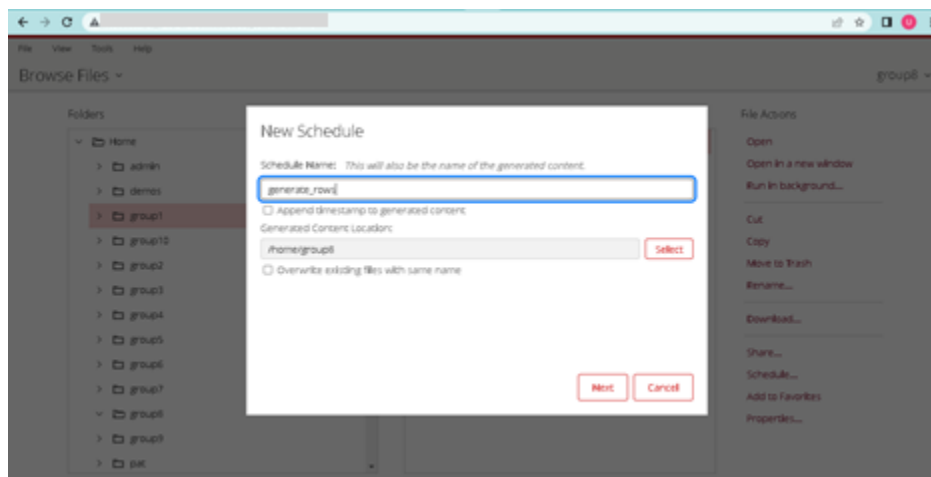 File View Tools Help
Browse Files
group8
Folders
Home
admin
demos
group1
group10
group2
group3
group4
group5
group6
group7
group8
group9
pat
New Schedule
Schedule Name: This will also be the name of the generated content.
generate_rows
Append timestamp to generated content
Generated Content Location:
/home/group8
Select
Overwrite existing files with same name
Next
Cancel
File Actions
Open
Open in a new window
Run in background...
Cut
Copy
Move to Trash
Rename...
Download...
Share...
Schedule...
Add to Favorites
Properties...
U